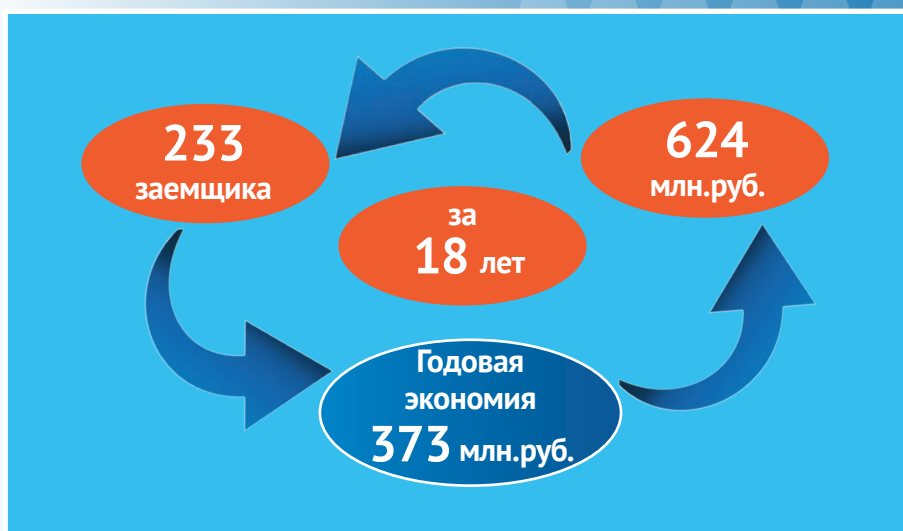 233
заемщика
624
млн.руб.
за
18 лет
Годовая
экономия
373 млн.руб.